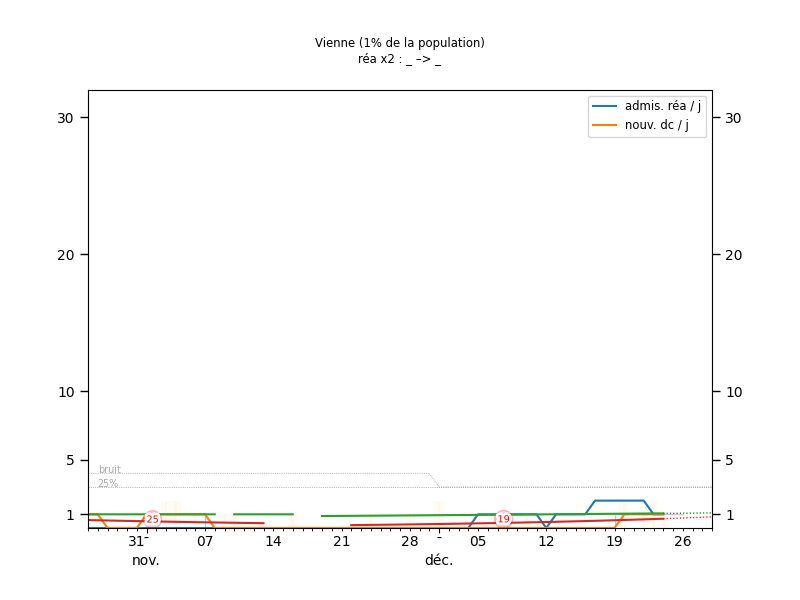 Vienne (1% de la population)
réa x2 : _ –> _
admis. réa / j
nouv. dc / j
30 30
20 20
10 10
5 5
1 1
bruit
25%
25
19
31 07 14 21 28 05 12 19 26
nov. déc.